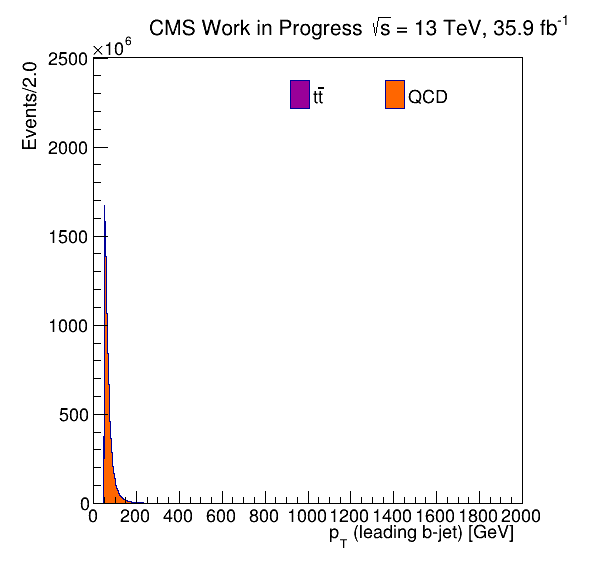 CMS Work in Progress √s = 13 TeV, 35.9 fb⁻¹
×10⁶
Events/2.0
2500
2000
1500
1000
500
0
tt̄
QCD
0 200 400 600 800 1000 1200 1400 1600 1800 2000
p_T (leading b-jet) [GeV]